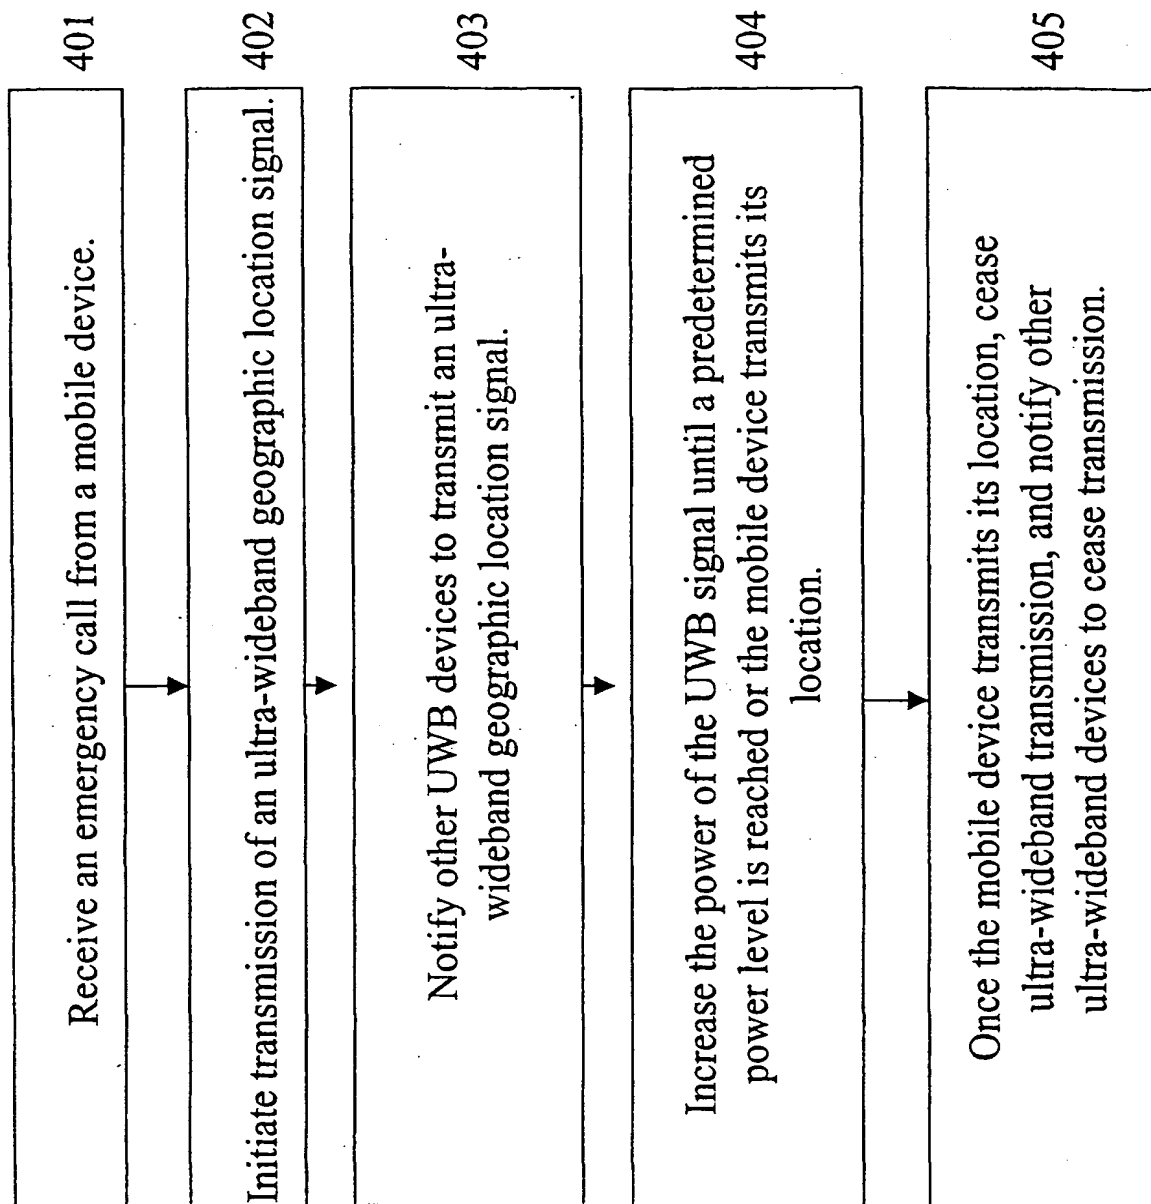 Receive an emergency call from a mobile device.
401
Initiate transmission of an ultra-wideband geographic location signal.
402
Notify other UWB devices to transmit an ultra-
wideband geographic location signal.
403
Increase the power of the UWB signal until a predetermined
power level is reached or the mobile device transmits its
location.
404
Once the mobile device transmits its location, cease
ultra-wideband transmission, and notify other
ultra-wideband devices to cease transmission.
405